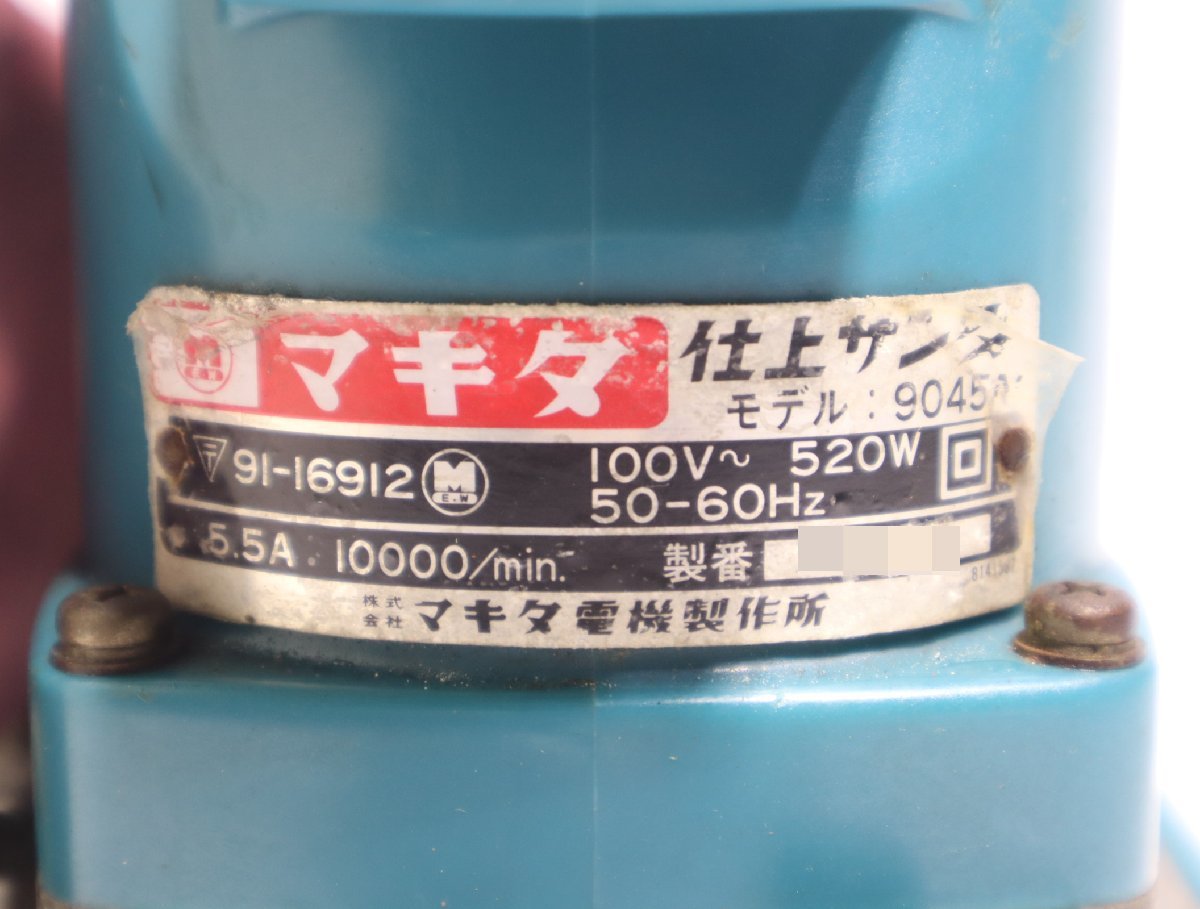 マキタ 仕上サンダ
モデル：9045
〒 91-16912 M E.W 100V～ 520W
50-60Hz
5.5A 10000/min. 製番
株式会社 マキタ電機製作所